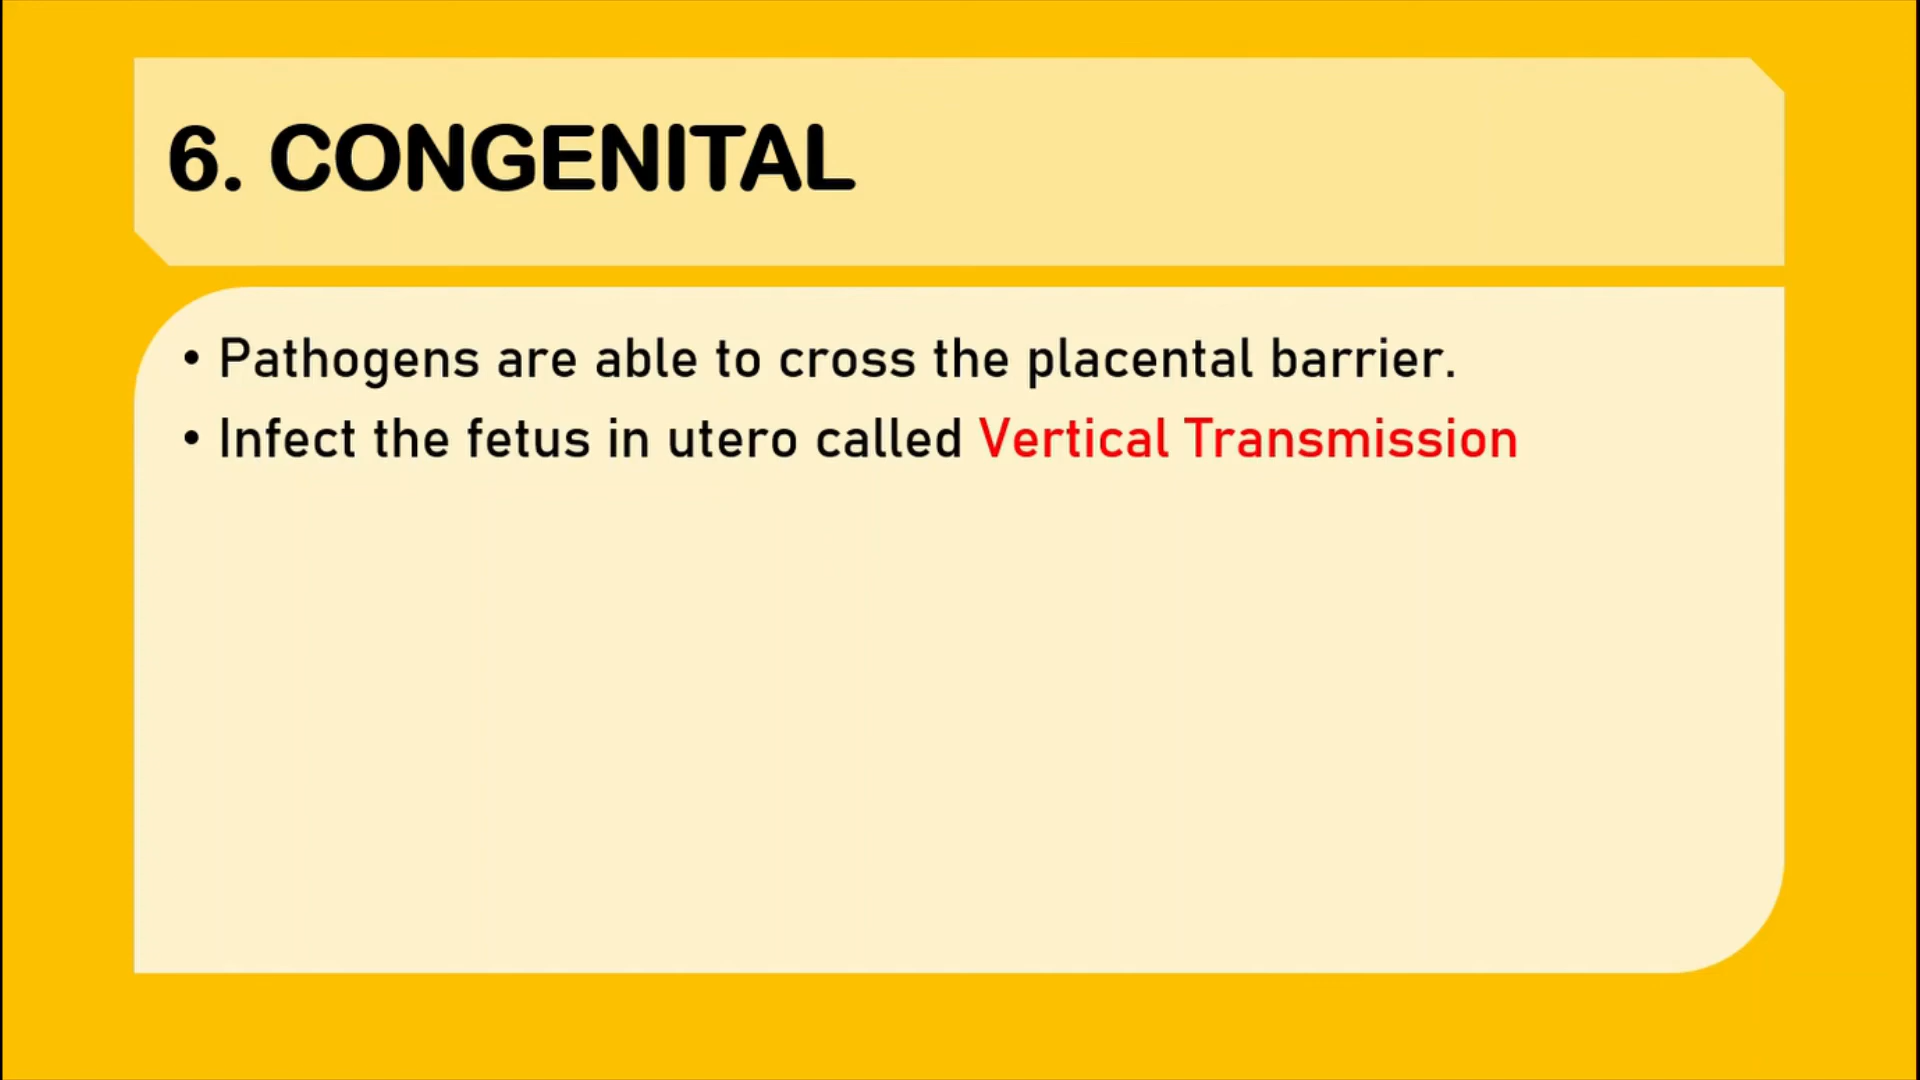 6. CONGENITAL
• Pathogens are able to cross the placental barrier.
• Infect the fetus in utero called Vertical Transmission